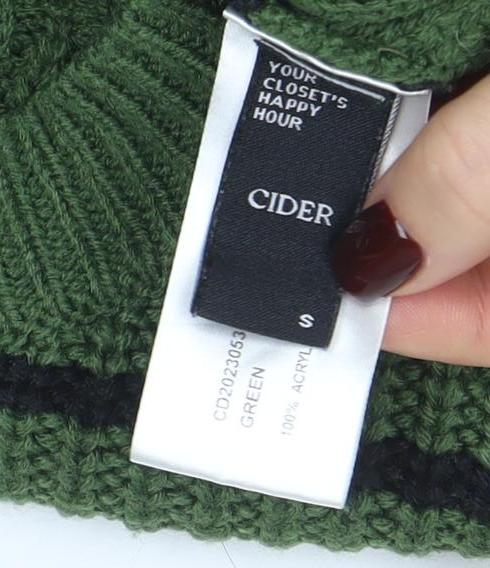 YOUR
CLOSET'S
HAPPY
HOUR
CIDER
S
CD2023053
GREEN
100% ACRYL